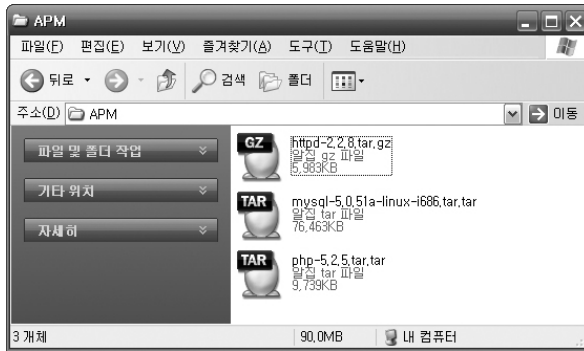 APM
파일(F) 편집(E) 보기(V) 즐겨찾기(A) 도구(T) 도움말(H)
뒤로 검색 폴더
주소(D) APM 이동
파일 및 폴더 작업
기타 위치
자세히
GZ
httpd-2,2,8,tar,gz
알집 gz 파일
5,983KB
TAR
mysql-5,0,51a-linux-i686,tar,tar
알집 tar 파일
76,463KB
TAR
php-5,2,5,tar,tar
알집 tar 파일
9,739KB
3 개체 90,0MB 내 컴퓨터